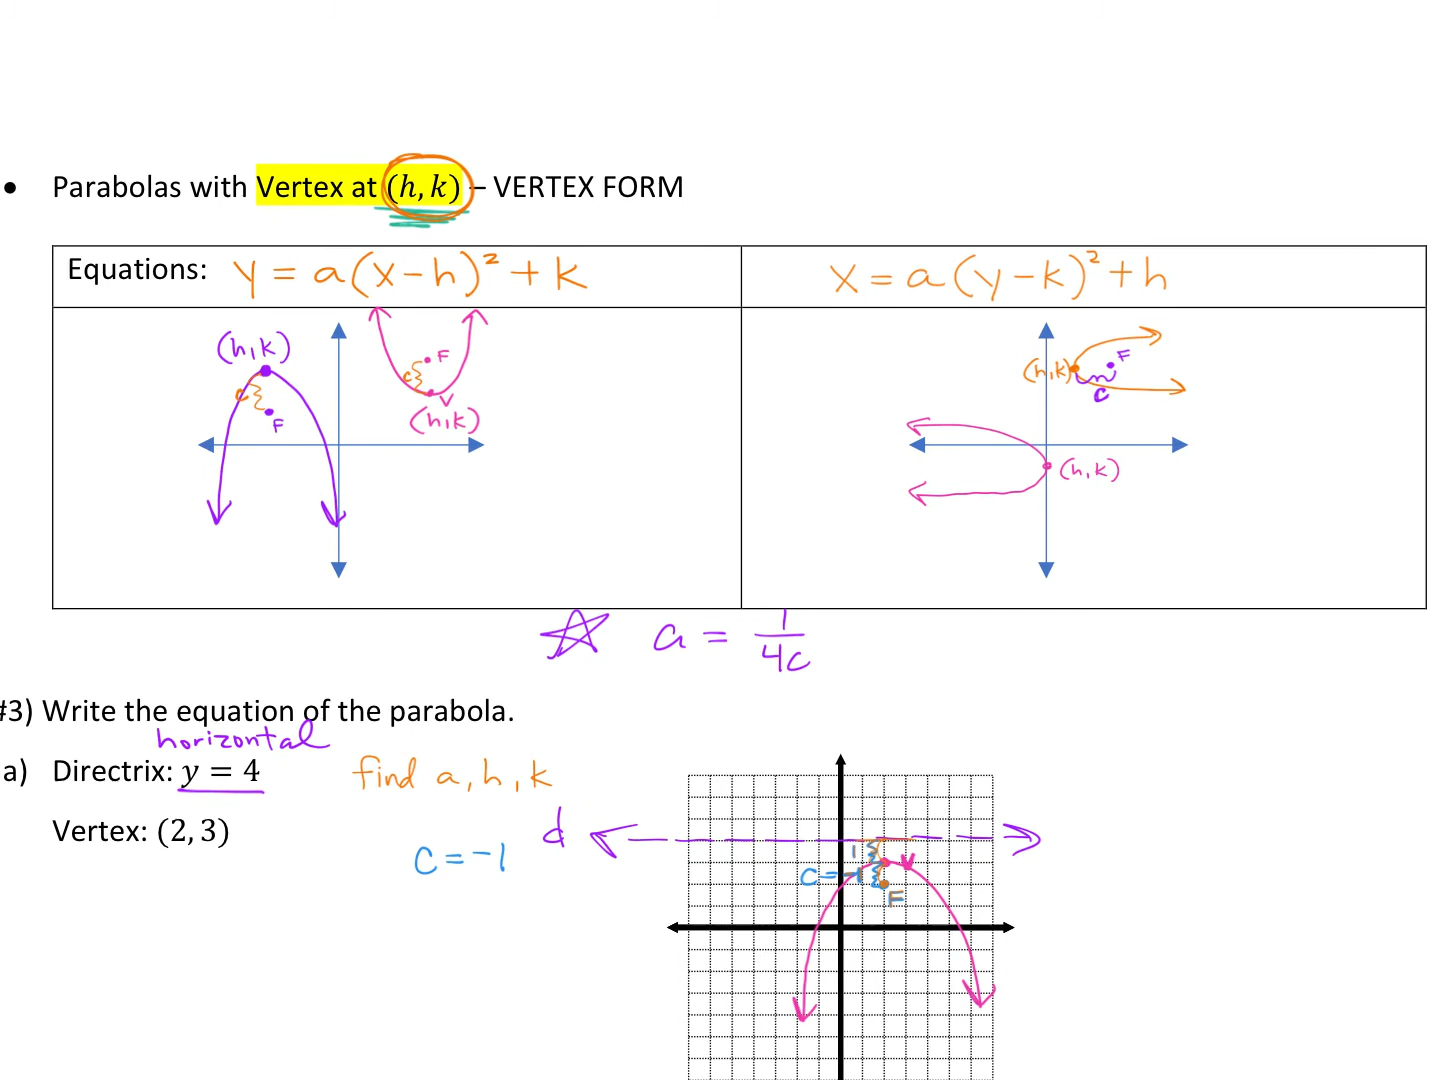 • Parabolas with Vertex at (h, k) – VERTEX FORM
Equations: y = a(x-h)² + k
x = a(y-k)² + h
(h,k)
c
F
F
c
V
(h,k)
(h,k)
F
c
(h,k)
a = 1/4c
#3) Write the equation of the parabola.
horizontal
a) Directrix: y = 4
find a, h, k
Vertex: (2, 3)
c = -1
d
1
V
c = -1
F